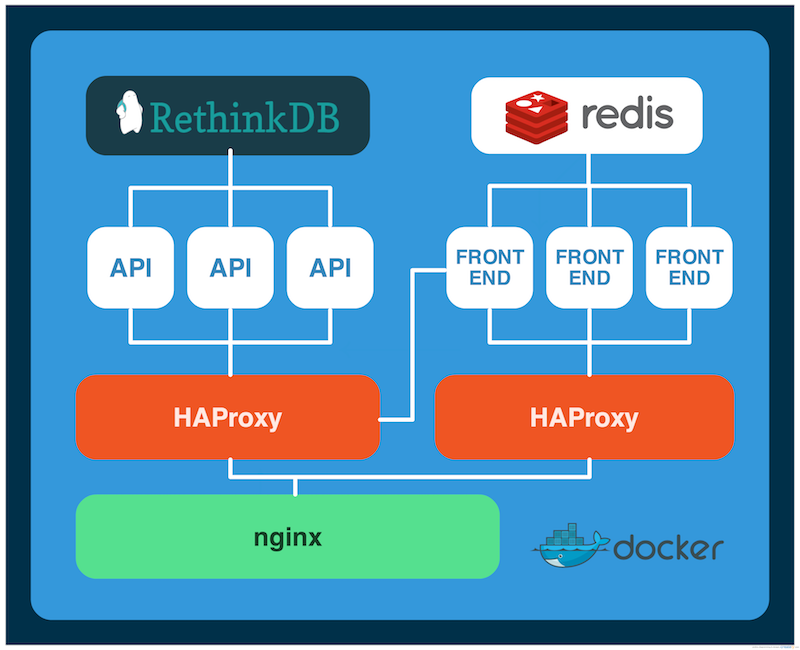 RethinkDB
redis
API
API
API
FRONT
END
FRONT
END
FRONT
END
HAProxy
HAProxy
nginx
docker